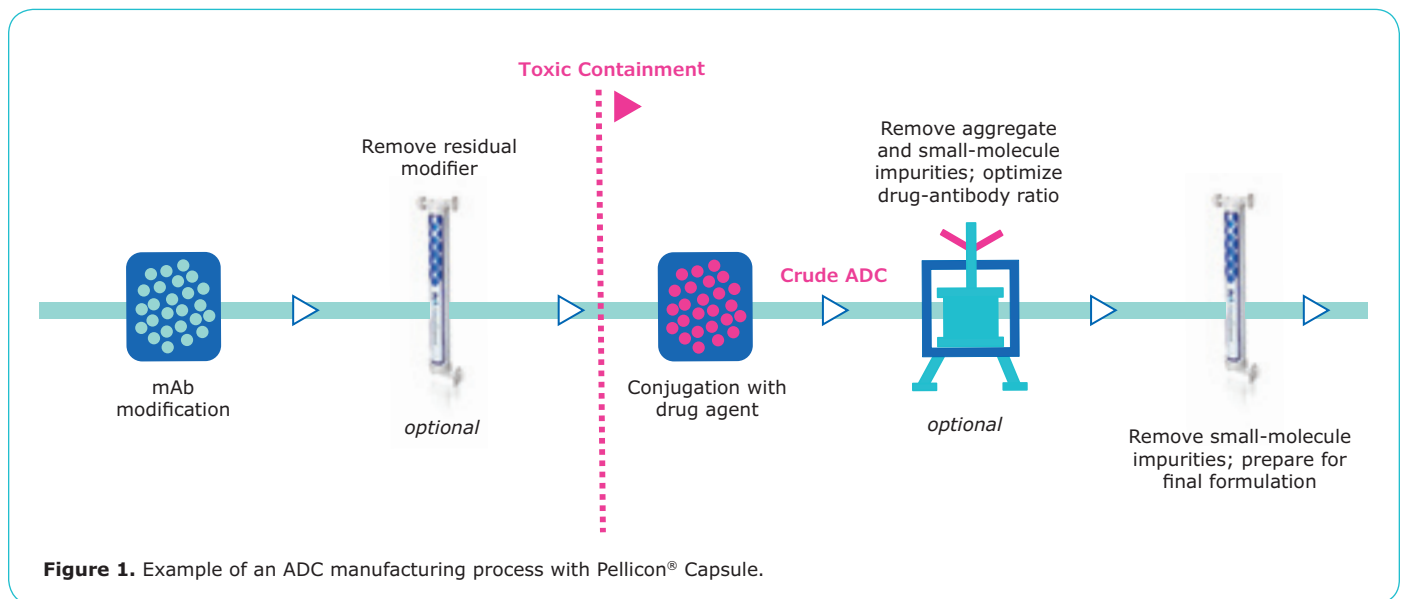 Toxic Containment
Remove residual
modifier
Remove aggregate
and small-molecule
impurities; optimize
drug-antibody ratio
Crude ADC
mAb
modification
optional
Conjugation with
drug agent
optional
Remove small-molecule
impurities; prepare for
final formulation
Figure 1. Example of an ADC manufacturing process with Pellicon® Capsule.